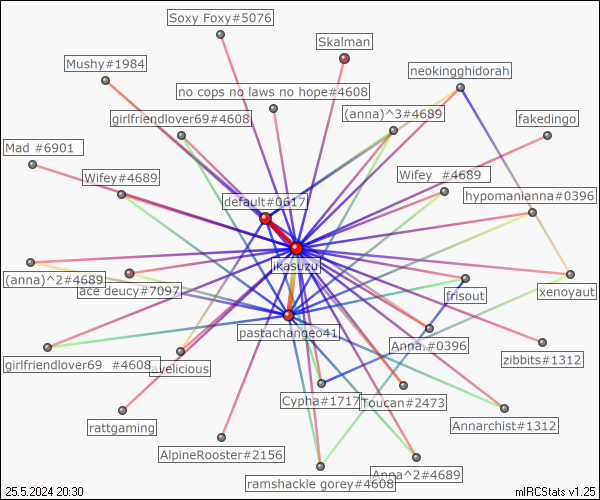 Soxy Foxy#5076
Skalman
Mushy#1984
neokingghidorah
no cops no laws no hope#4608
girlfriendlover69#4608
(anna)^3#4689
fakedingo
Mad #6901
Wifey#4689
Wifey #4689
hypomanianna#0396
default#0617
jikasuzu
(anna)^2#4689
ace deucy#7097
frisout
xenoyaut
pastachangeo41
Anna.#0396
girlfriendlover69 #4608
avelicious
zibbits#1312
Cypha#1717
Toucan#2473
rattgaming
Annarchist#1312
AlpineRooster#2156
Anna^2#4689
ramshackle gorey#4608
25.5.2024 20:30
mIRCStats v1.25